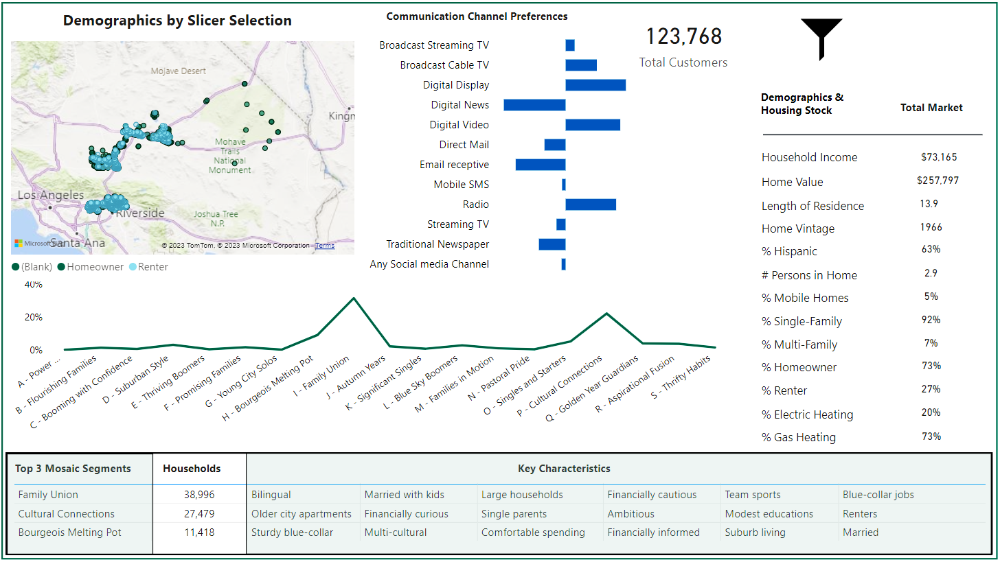 Demographics by Slicer Selection
Mojave Desert
Mohave
Trails
National
Monument
Los Angeles
Riverside
Joshua Tree
N.P.
Santa Ana
© 2023 TomTom, © 2023 Microsoft Corporation Terms
(Blank) Homeowner Renter
Communication Channel Preferences
Broadcast Streaming TV
Broadcast Cable TV
Digital Display
Digital News
Digital Video
Direct Mail
Email receptive
Mobile SMS
Radio
Streaming TV
Traditional Newspaper
Any Social media Channel
123,768
Total Customers
Demographics &
Housing Stock
Total Market
Household Income $73,165
Home Value $257,797
Length of Residence 13.9
Home Vintage 1966
% Hispanic 63%
# Persons in Home 2.9
% Mobile Homes 5%
% Single-Family 92%
% Multi-Family 7%
% Homeowner 73%
% Renter 27%
% Electric Heating 20%
% Gas Heating 73%
40%
20%
0%
A - Power ...
B - Flourishing Families
C - Booming with Confidence
D - Suburban Style
E - Thriving Boomers
F - Promising Families
G - Young City Solos
H - Bourgeois Melting Pot
I - Family Union
J - Autumn Years
K - Significant Singles
L - Blue Sky Boomers
M - Families in Motion
N - Pastoral Pride
O - Singles and Starters
P - Cultural Connections
Q - Golden Year Guardians
R - Aspirational Fusion
S - Thrifty Habits
Top 3 Mosaic Segments Households Key Characteristics
Family Union 38,996 Bilingual Married with kids Large households Financially cautious Team sports Blue-collar jobs
Cultural Connections 27,479 Older city apartments Financially curious Single parents Ambitious Modest educations Renters
Bourgeois Melting Pot 11,418 Sturdy blue-collar Multi-cultural Comfortable spending Financially informed Suburb living Married